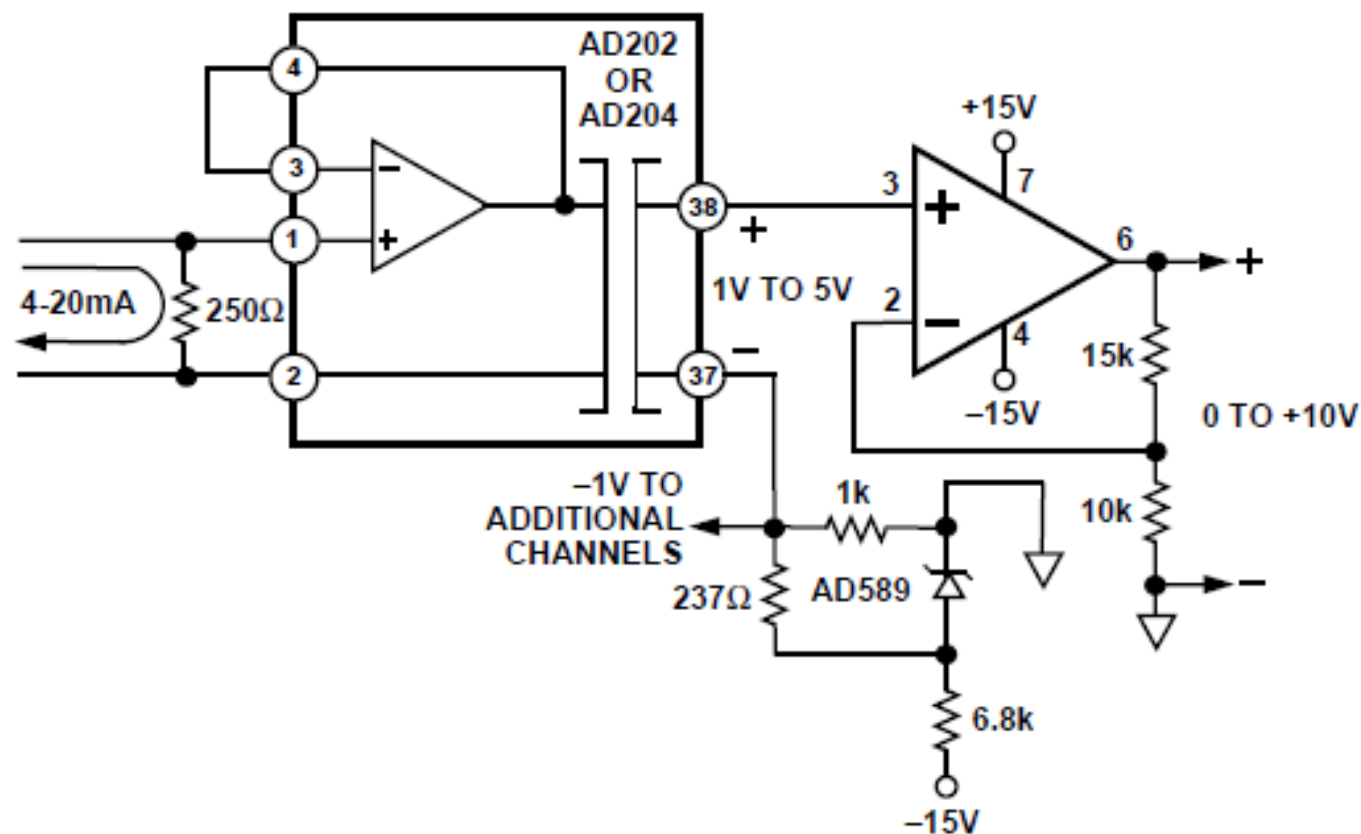 AD202
OR
AD204
4
3
1
2
38
37
−
+
4-20mA
250Ω
+
1V TO 5V
−
+15V
3
7
+
6
+
2
−
4
−15V
15k
0 TO +10V
10k
−
−1V TO
ADDITIONAL
CHANNELS
1k
237Ω
AD589
6.8k
−15V